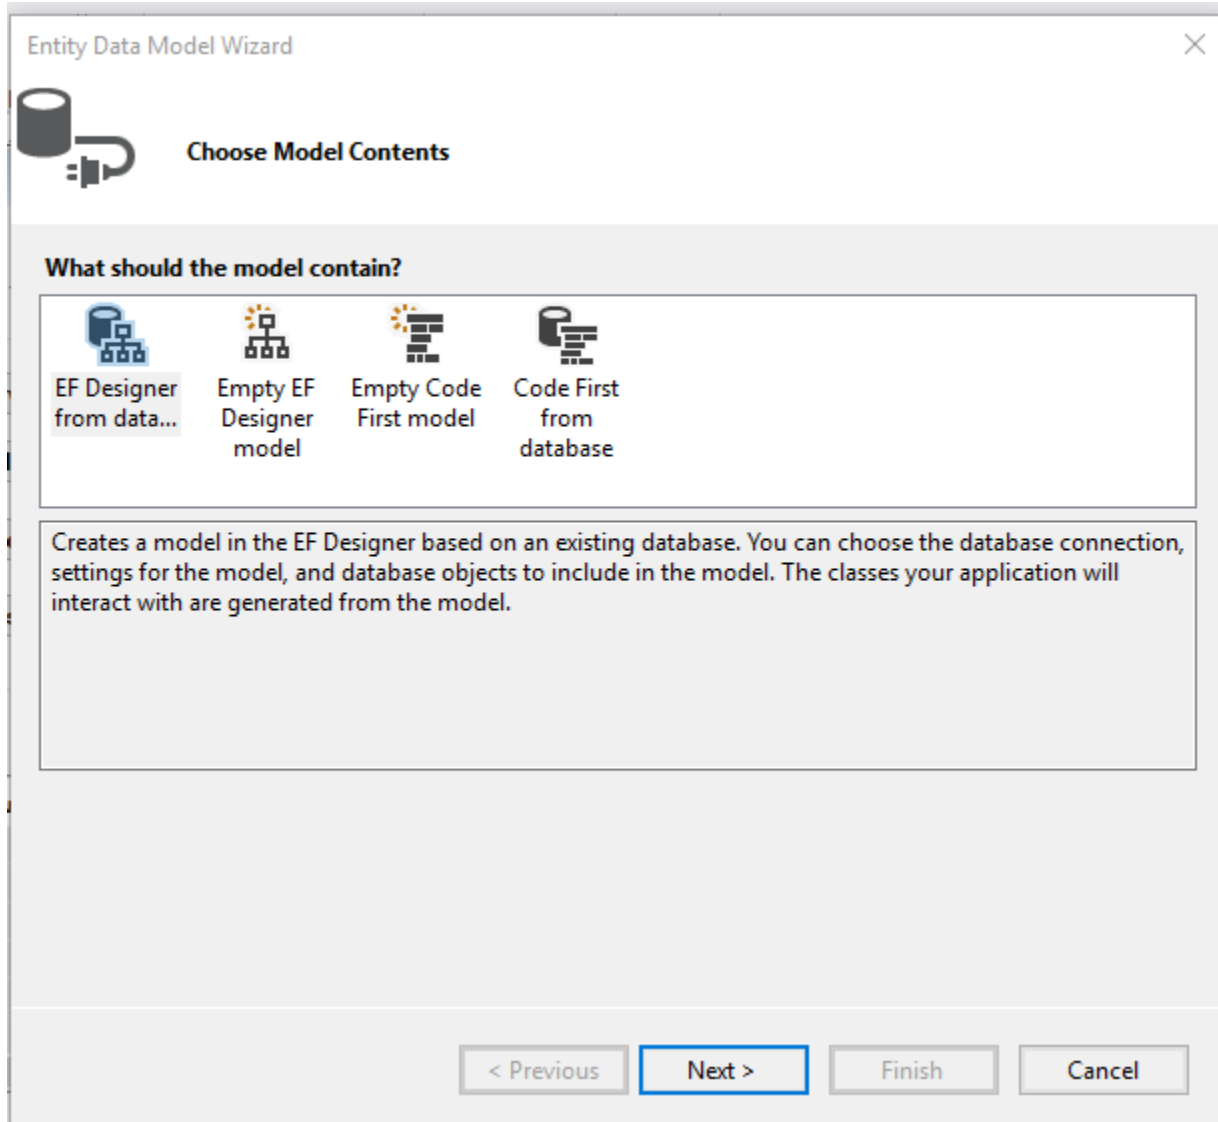 Entity Data Model Wizard
Choose Model Contents
What should the model contain?
EF Designer
from data...
Empty EF
Designer
model
Empty Code
First model
Code First
from
database
Creates a model in the EF Designer based on an existing database. You can choose the database connection,
settings for the model, and database objects to include in the model. The classes your application will
interact with are generated from the model.
< Previous
Next >
Finish
Cancel